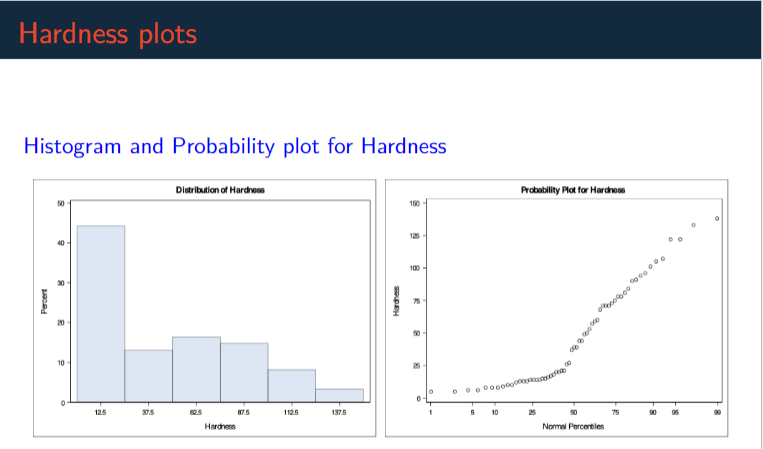 Hardness plots
Histogram and Probability plot for Hardness
Distribution of Hardness
50
40
30
20
10
0
Percent
12.5 37.5 62.5 87.5 112.5 137.5
Hardness
Probability Plot for Hardness
150
125
100
75
50
25
0
Hardness
1 5 10 25 50 75 90 95 99
Normal Percentiles